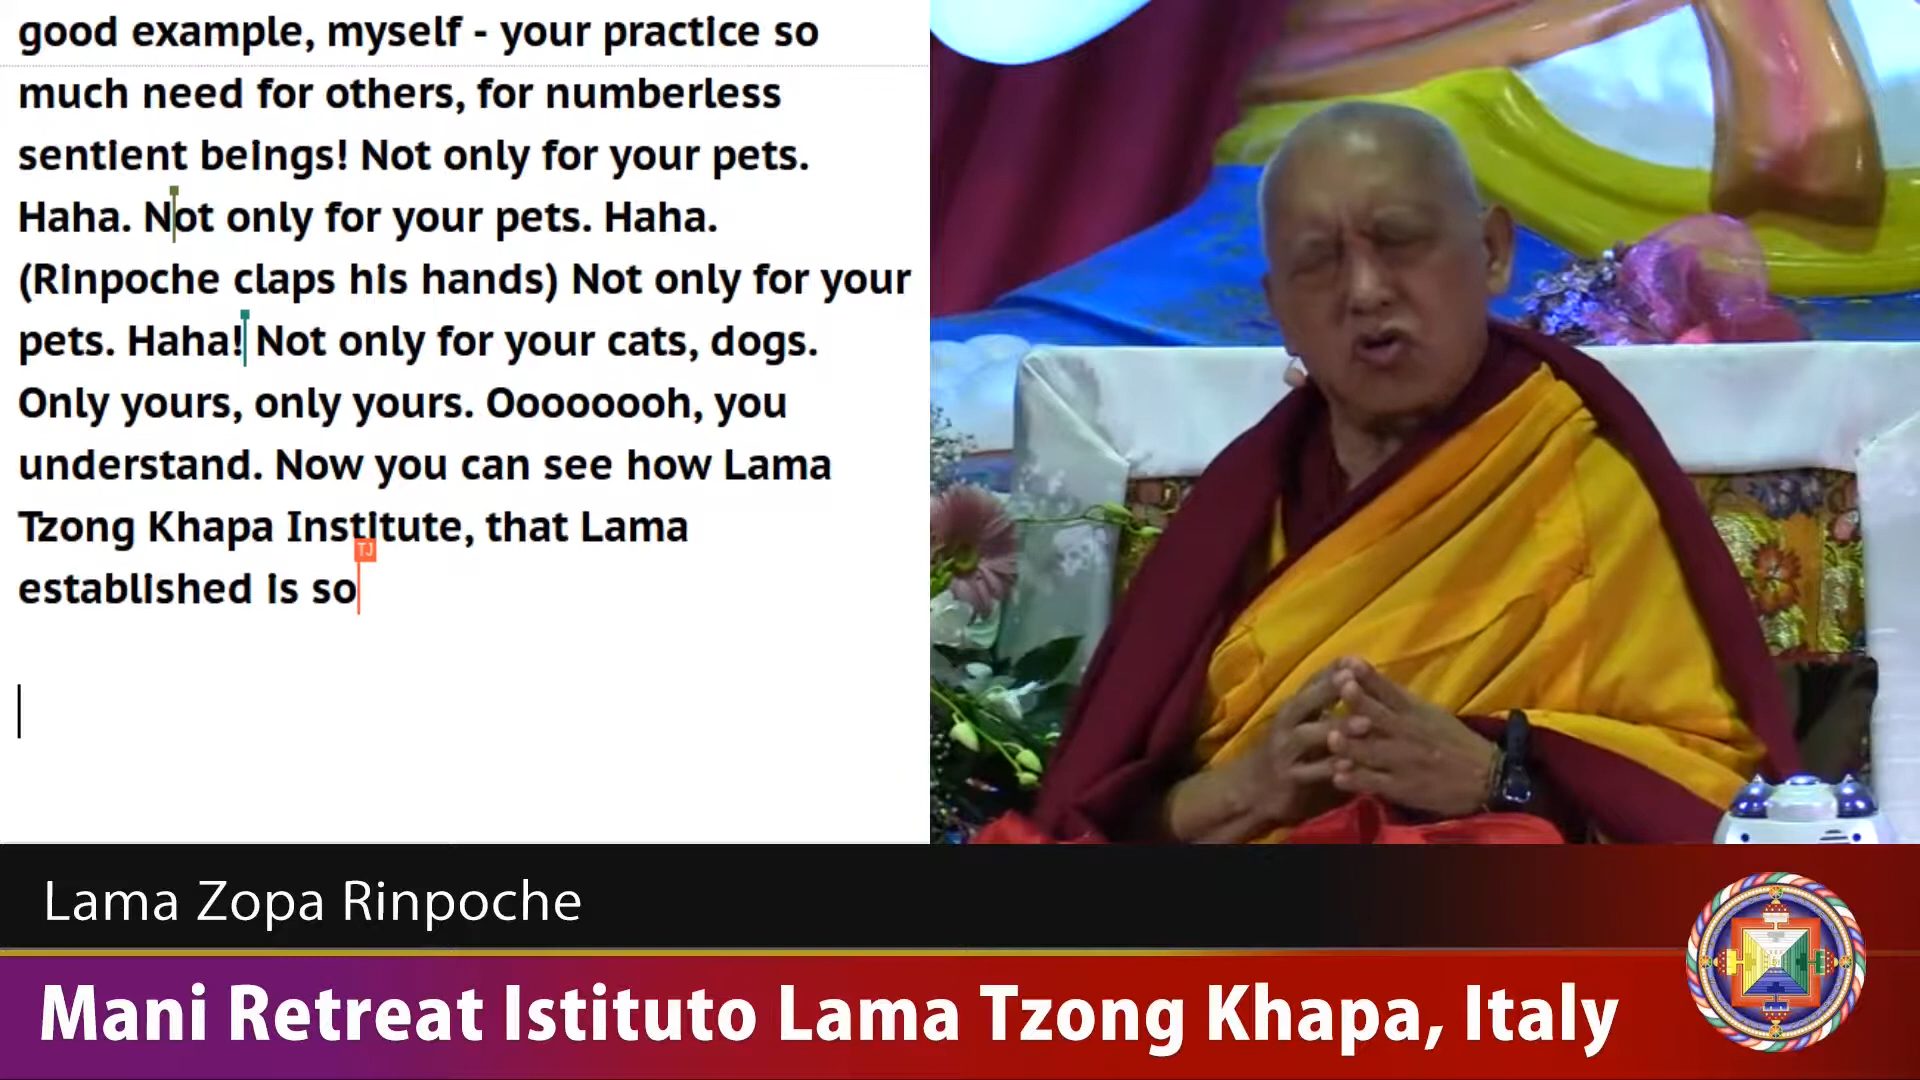 good example, myself - your practice so
much need for others, for numberless
sentient beings! Not only for your pets.
Haha. Not only for your pets. Haha.
(Rinpoche claps his hands) Not only for your
pets. Haha! Not only for your cats, dogs.
Only yours, only yours. Oooooooh, you
understand. Now you can see how Lama
Tzong Khapa Institute, that Lama
TJ
established is so
Lama Zopa Rinpoche
Mani Retreat Istituto Lama Tzong Khapa, Italy